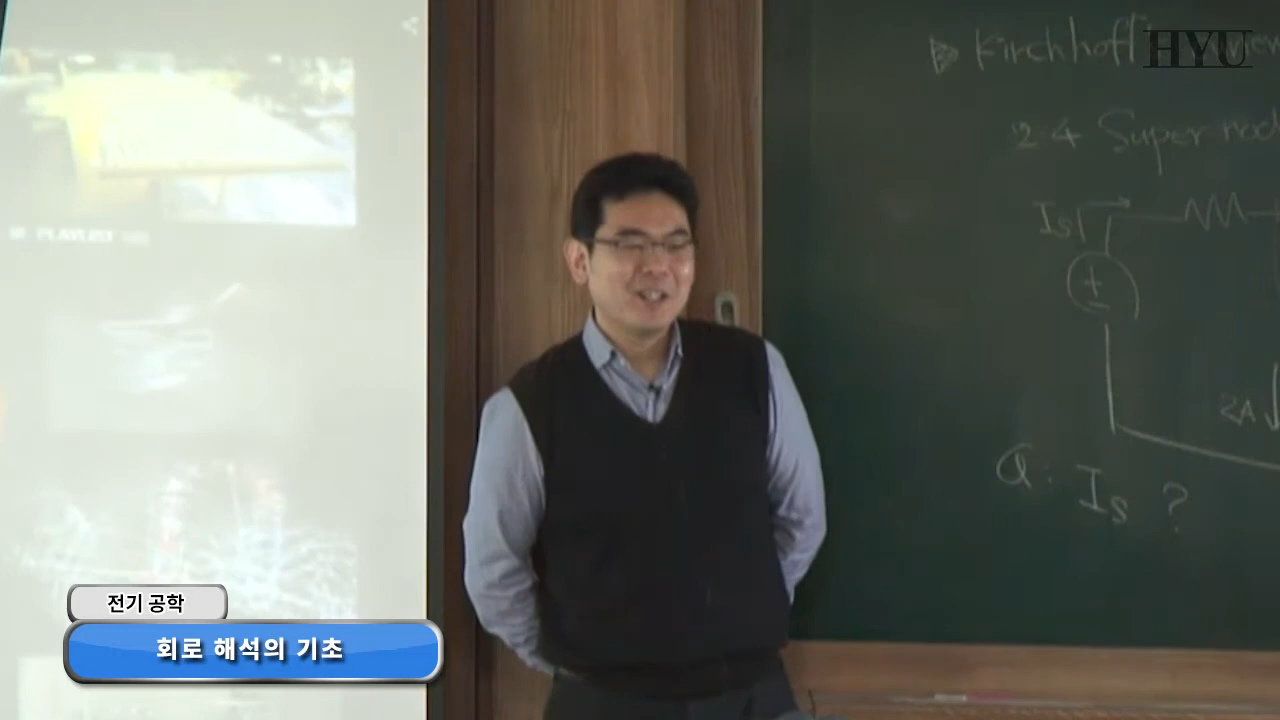 PLAYLIST
HYU
Kirchhoff
2.4 Super nod
Is
+
-
2A
Q: Is ?
전기 공학
회로 해석의 기초